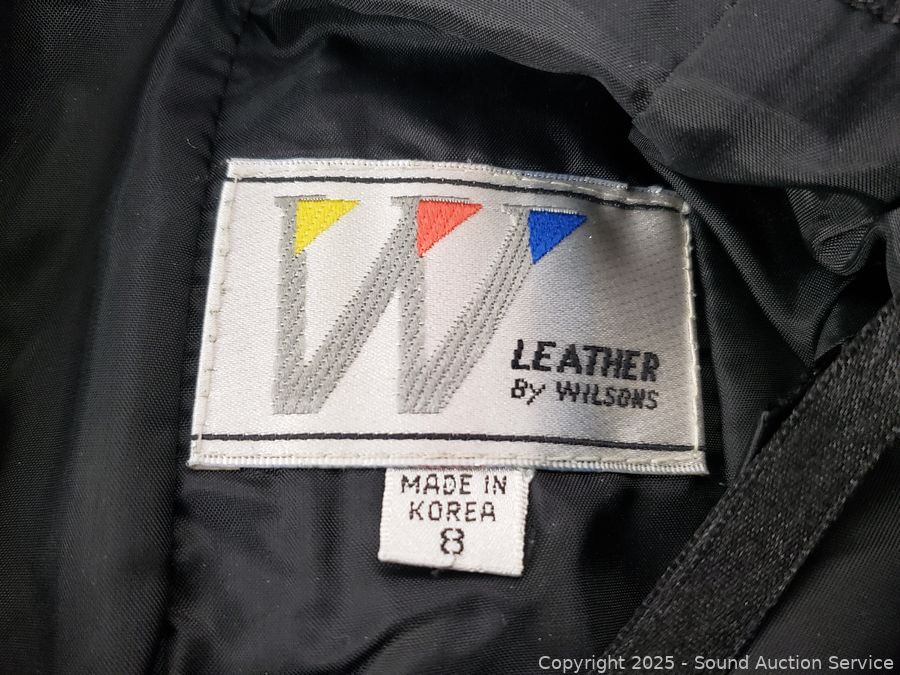 W
LEATHER
By WILSONS
MADE IN
KOREA
8
Copyright 2025 - Sound Auction Service